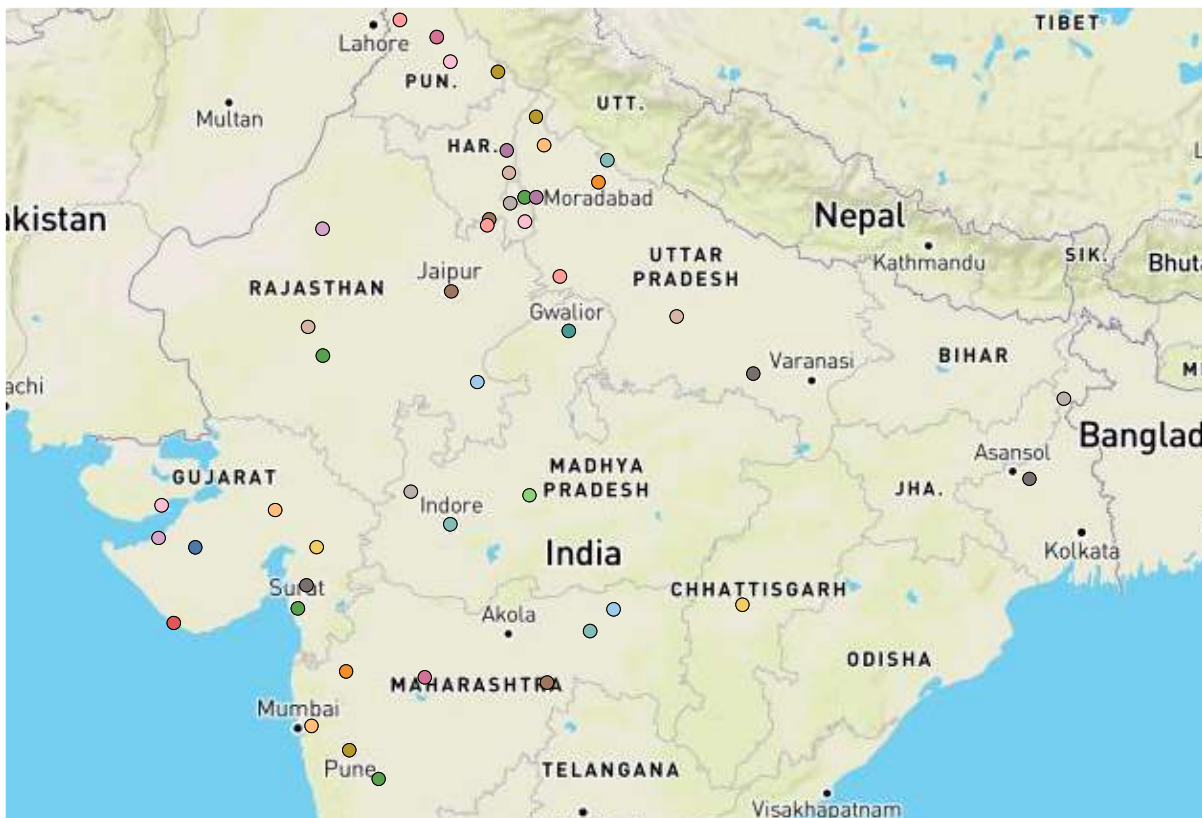 TIBET
Lahore
PUN.
UTT.
Multan
HAR.
Moradabad
akistan
Nepal
Kathmandu
SIK.
Bhuta
UTTAR
PRADESH
Jaipur
RAJASTHAN
Gwalior
Varanasi
BIHAR
achi
Banglad
Asansol
MADHYA
PRADESH
GUJARAT
JHA.
Indore
India
Kolkata
Surat
CHHATTISGARH
Akola
ODISHA
MAHARASHTRA
Mumbai
Pune
TELANGANA
Visakhapatnam